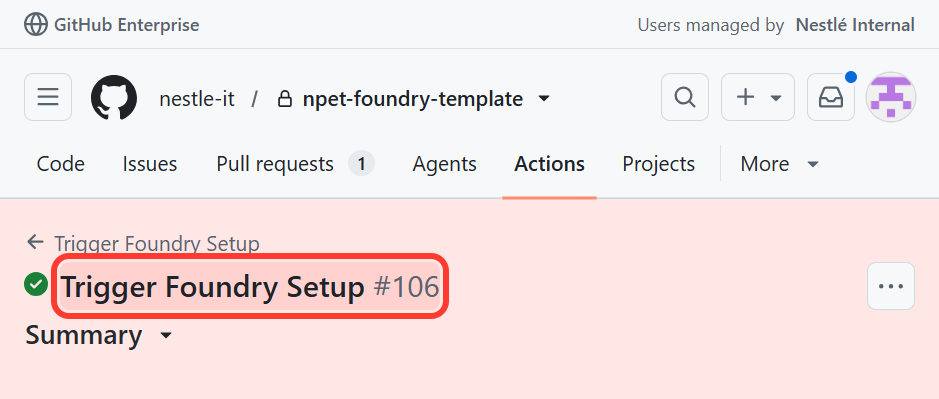 GitHub Enterprise Users managed by Nestlé Internal
nestle-it / npet-foundry-template
Code Issues Pull requests 1 Agents Actions Projects More
Trigger Foundry Setup
Trigger Foundry Setup #106
Summary